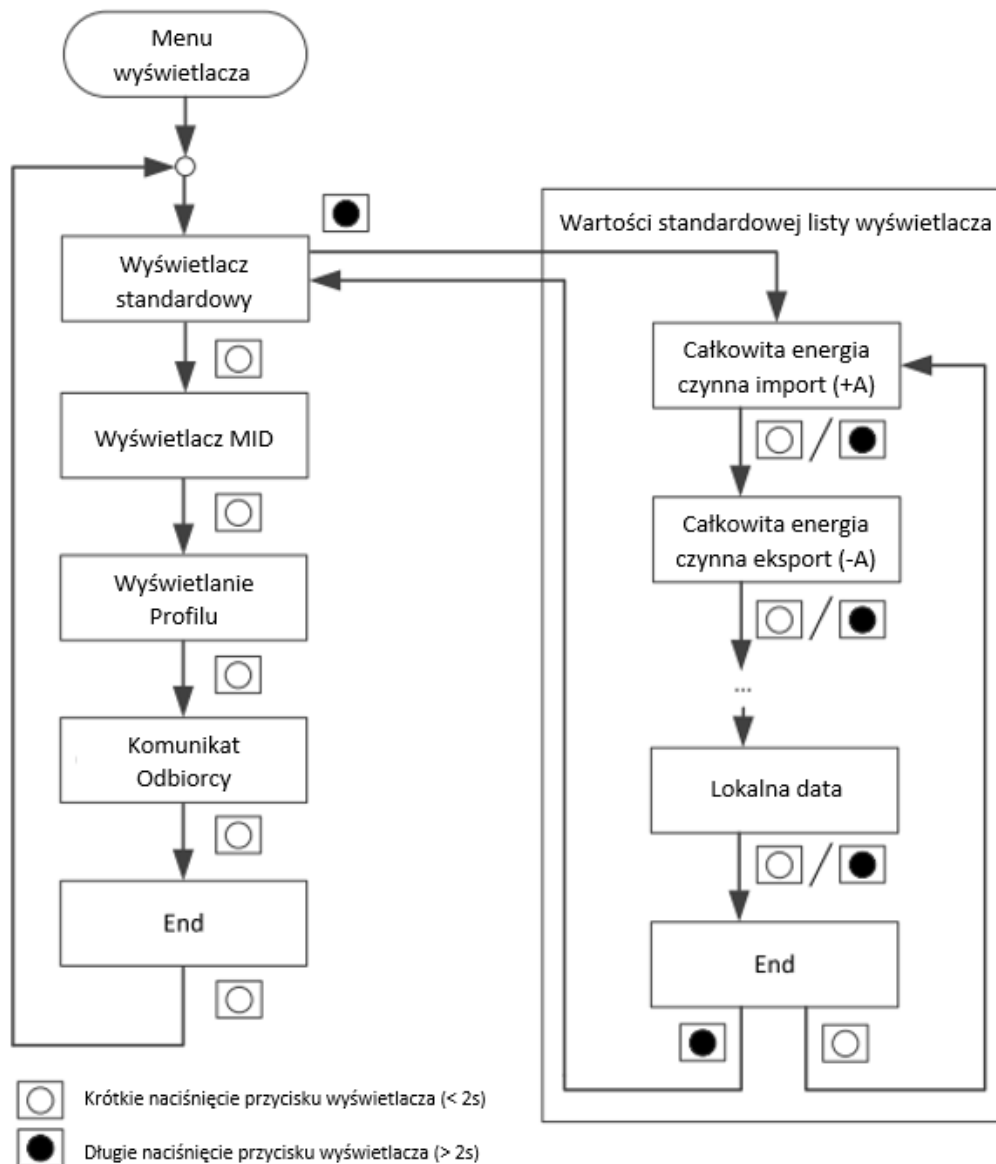 Menu
wyświetlacza
Wyświetlacz
standardowy
Wyświetlacz MID
Wyświetlanie
Profilu
Komunikat
Odbiorcy
End
Wartości standardowej listy wyświetlacza
Całkowita energia
czynna import (+A)
/
Całkowita energia
czynna eksport (-A)
/
...
Lokalna data
/
End
Krótkie naciśnięcie przycisku wyświetlacza (< 2s)
Długie naciśnięcie przycisku wyświetlacza (> 2s)